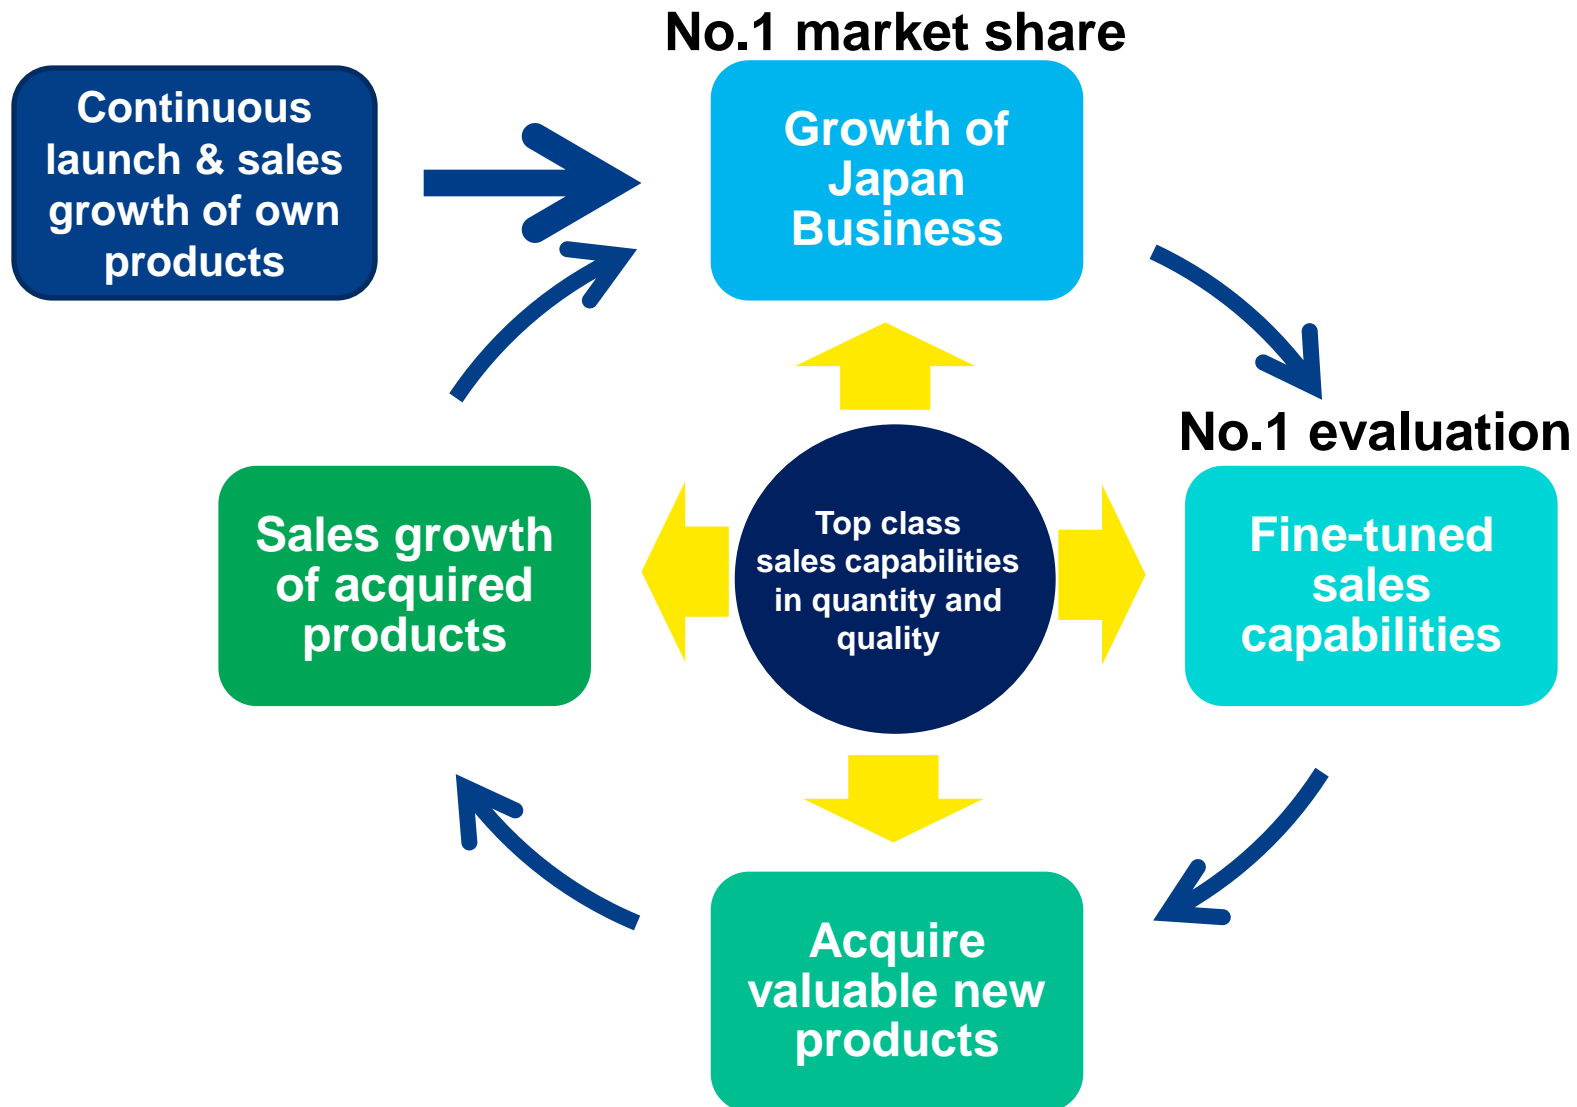 No.1 market share
Continuous
launch & sales
growth of own
products
Growth of
Japan
Business
No.1 evaluation
Sales growth
of acquired
products
Top class
sales capabilities
in quantity and
quality
Fine-tuned
sales
capabilities
Acquire
valuable new
products